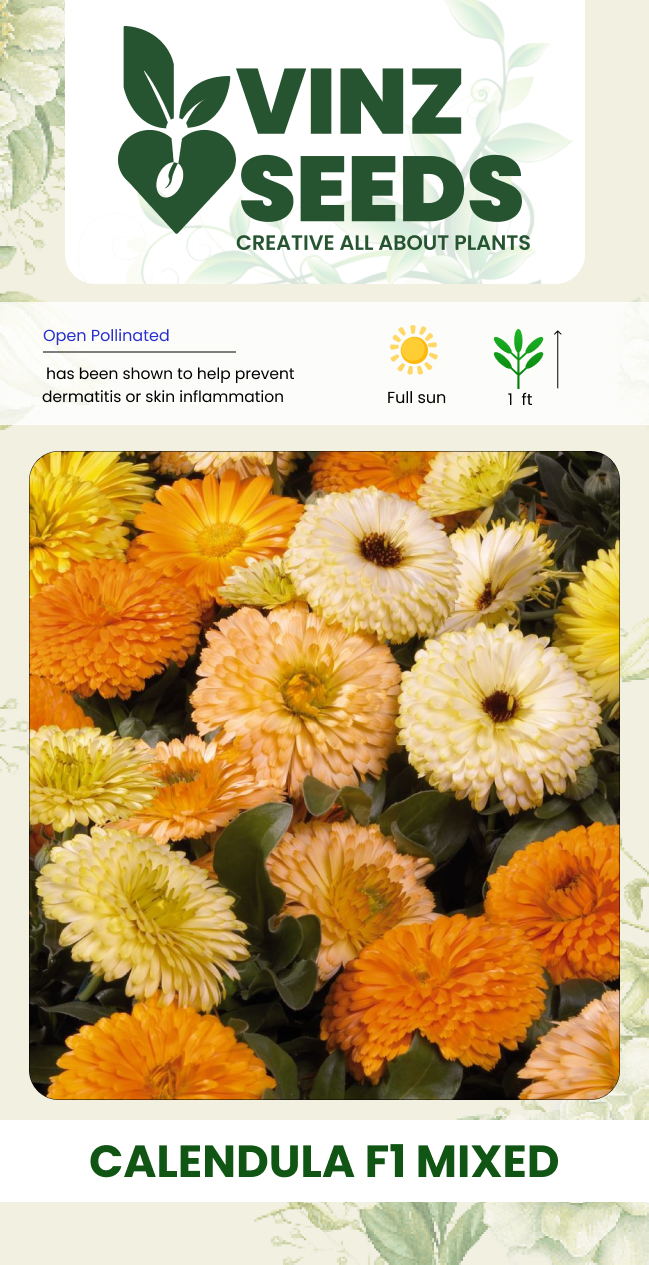 VINZ
SEEDS
CREATIVE ALL ABOUT PLANTS
Open Pollinated
has been shown to help prevent
dermatitis or skin inflammation
Full sun
1 ft
CALENDULA F1 MIXED